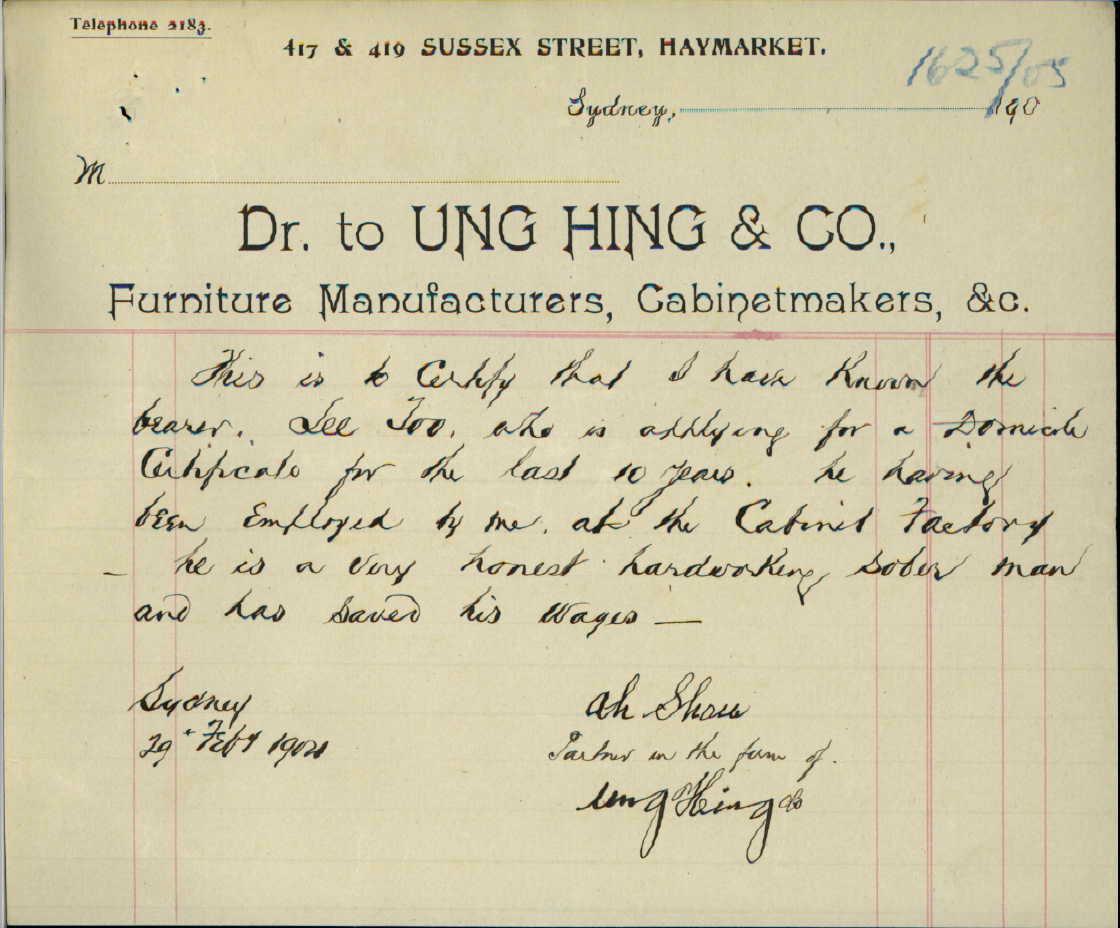 Telephone 3183.
417 & 419 SUSSEX STREET, HAYMARKET.
1625/05
Sydney, 190
M
Dr. to UNG HING & CO.,
Furniture Manufacturers, Cabinetmakers, &c.
This is to Certify that I have Known the
bearer. Lee Too, who is applying for a Domicile
Certificate for the last 10 years. he having
been Employed by me. at the Cabinet Factory
he is a very honest hardworking sober man
and has saved his wages —
Sydney
29th Feby 1904
Ah Shou
Partner in the firm of.
Ung Hing & Co